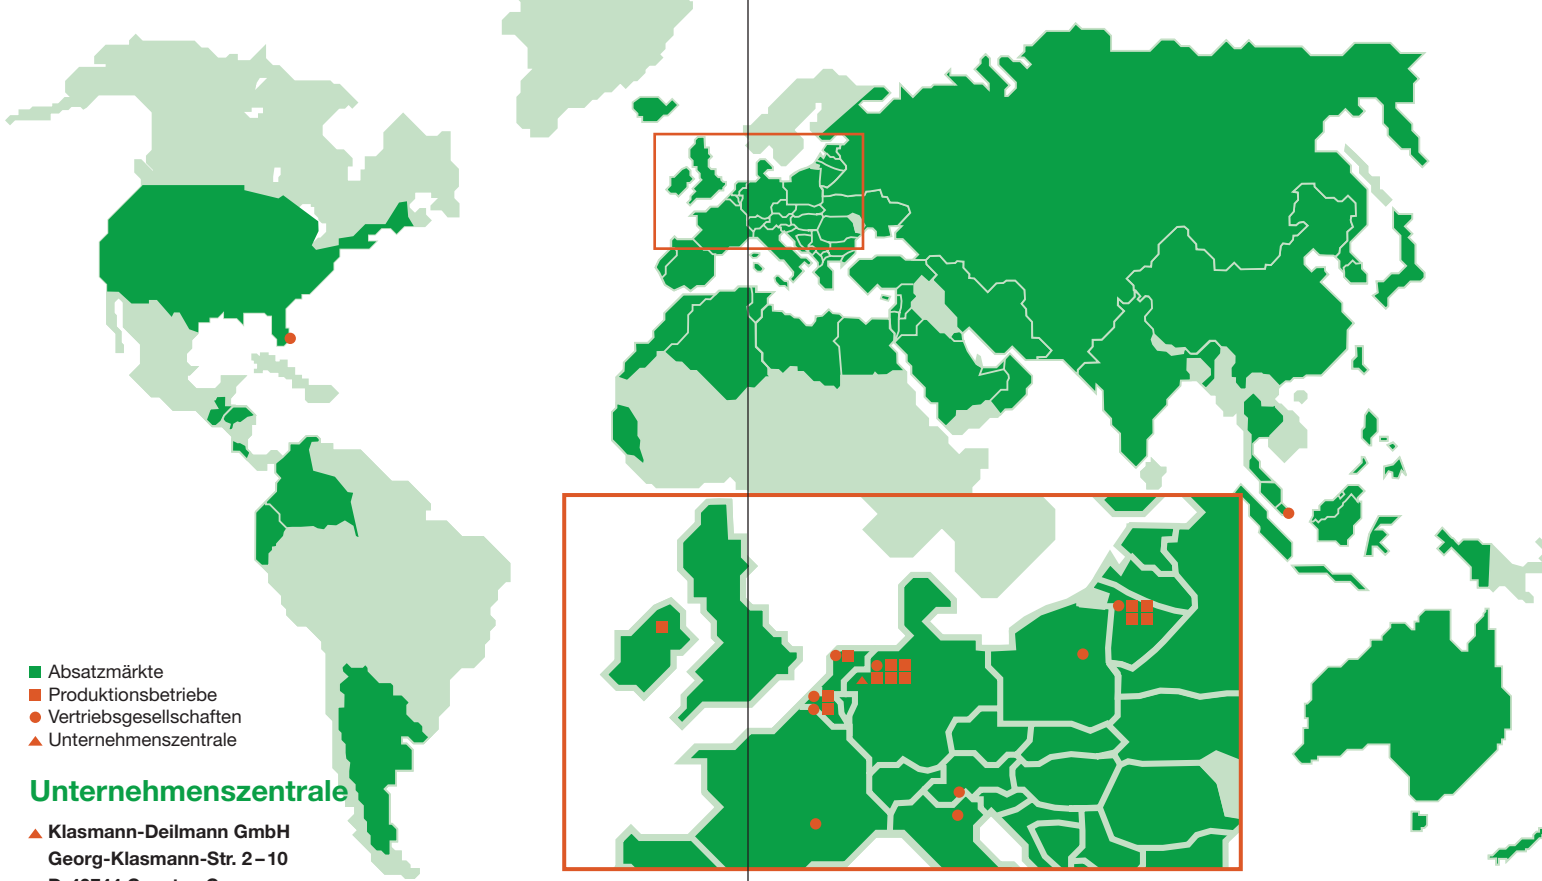 Absatzmärkte
Produktionsbetriebe
Vertriebsgesellschaften
Unternehmenszentrale
Unternehmenszentrale
Klasmann-Deilmann GmbH
Georg-Klasmann-Str. 2–10